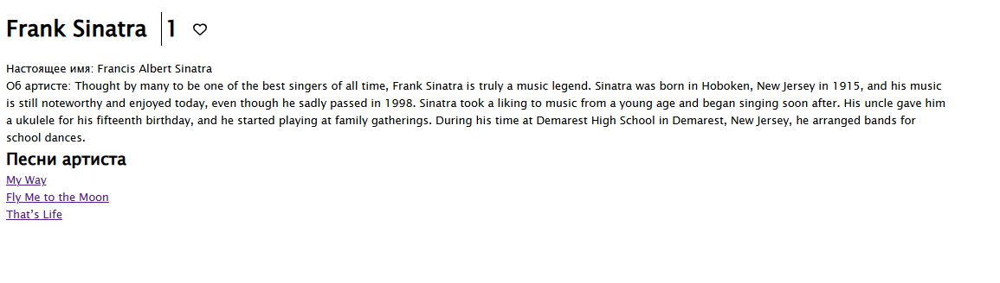 Frank Sinatra 1
Настоящее имя: Francis Albert Sinatra
Об артисте: Thought by many to be one of the best singers of all time, Frank Sinatra is truly a music legend. Sinatra was born in Hoboken, New Jersey in 1915, and his music
is still noteworthy and enjoyed today, even though he sadly passed in 1998. Sinatra took a liking to music from a young age and began singing soon after. His uncle gave him
a ukulele for his fifteenth birthday, and he started playing at family gatherings. During his time at Demarest High School in Demarest, New Jersey, he arranged bands for
school dances.
Песни артиста
My Way
Fly Me to the Moon
That’s Life